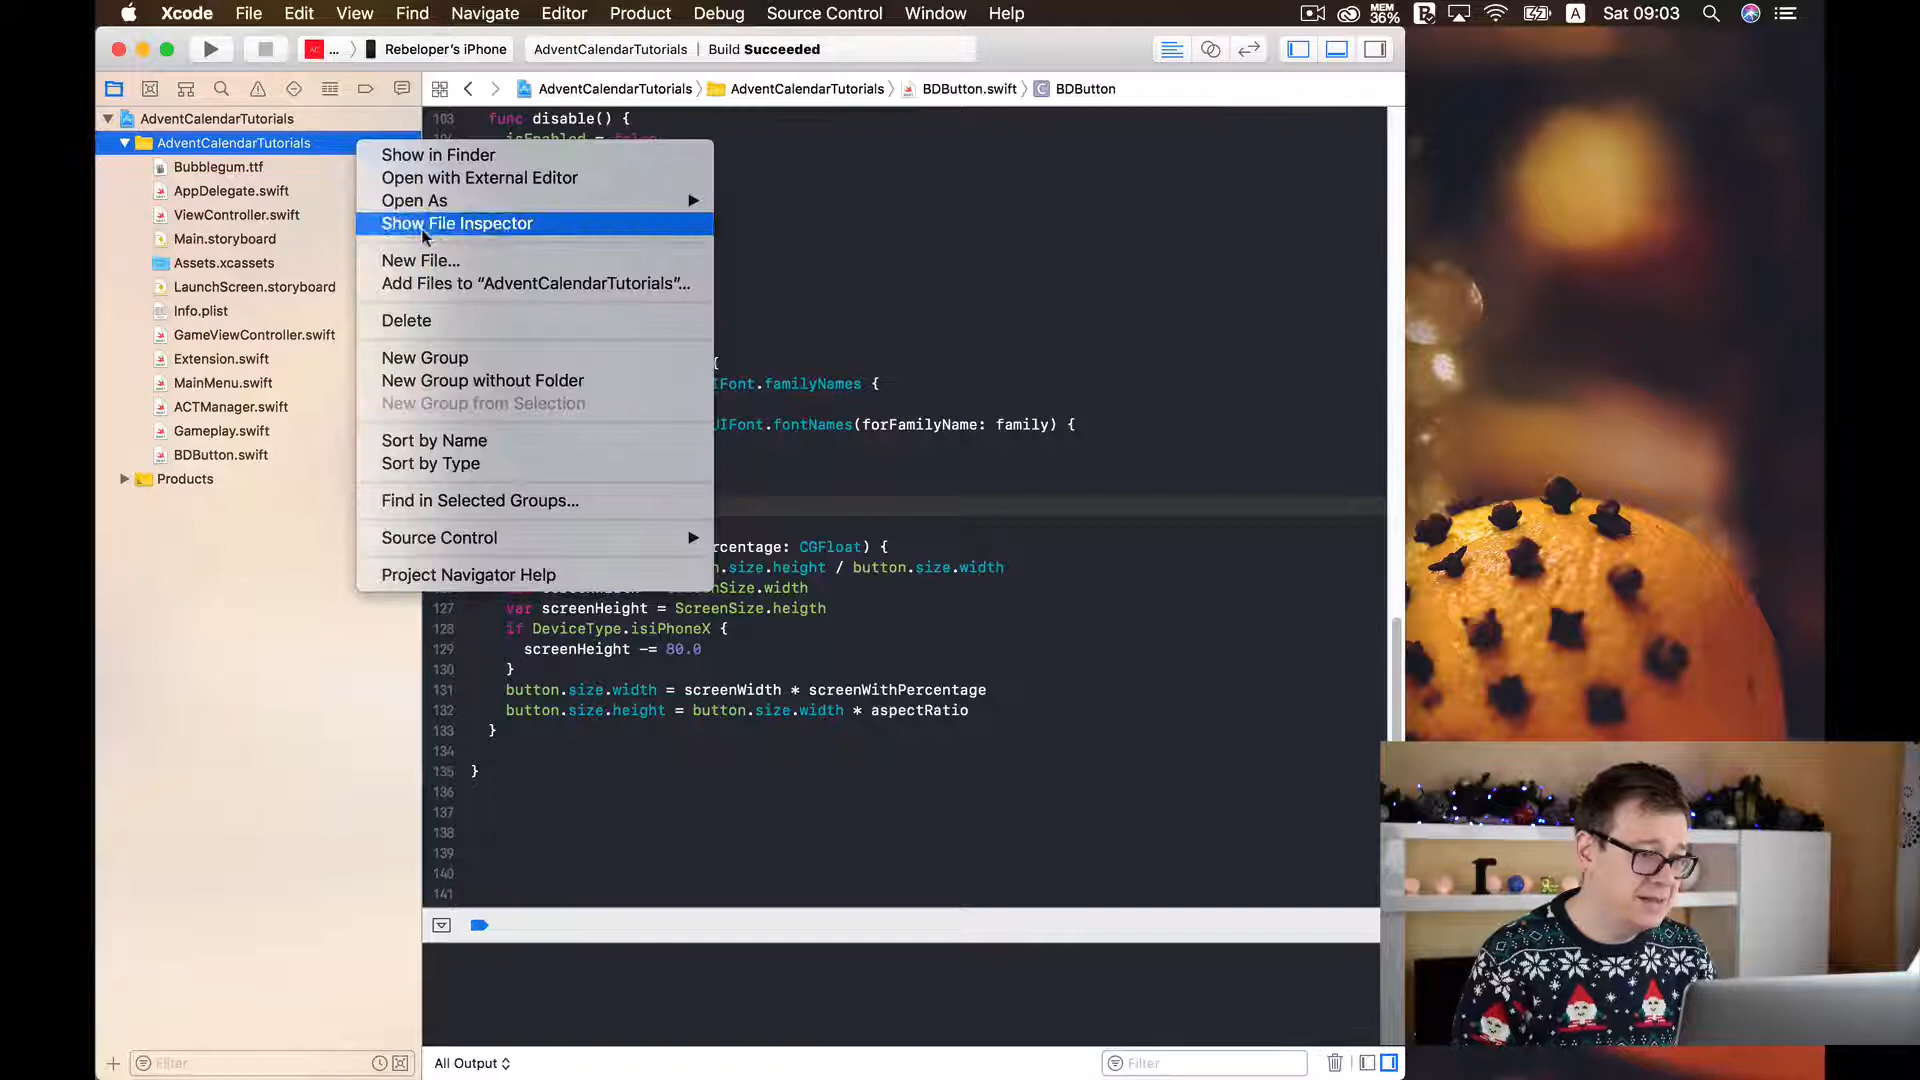 Xcode File Edit View Find Navigate Editor Product Debug Source Control Window Help MEM 36% A Sat 09:03
... Rebeloper's iPhone AdventCalendarTutorials | Build Succeeded
AdventCalendarTutorials AdventCalendarTutorials BDButton.swift C BDButton
AdventCalendarTutorials
AdventCalendarTutorials
Bubblegum.ttf
AppDelegate.swift
ViewController.swift
Main.storyboard
Assets.xcassets
LaunchScreen.storyboard
Info.plist
GameViewController.swift
Extension.swift
MainMenu.swift
ACTManager.swift
Gameplay.swift
BDButton.swift
Products
Filter
Show in Finder
Open with External Editor
Open As
Show File Inspector
New File...
Add Files to “AdventCalendarTutorials”...
Delete
New Group
New Group without Folder
New Group from Selection
Sort by Name
Sort by Type
Find in Selected Groups...
Source Control
Project Navigator Help
103 func disable() {
{
IFont.familyNames {
UIFont.fontNames(forFamilyName: family) {
rcentage: CGFloat) {
n.size.height / button.size.width
enSize.width
127 var screenHeight = ScreenSize.heigth
128 if DeviceType.isiPhoneX {
129 screenHeight -= 80.0
130 }
131 button.size.width = screenWidth * screenWithPercentage
132 button.size.height = button.size.width * aspectRatio
133 }
134
135 }
136
137
138
139
140
141
All Output
Filter